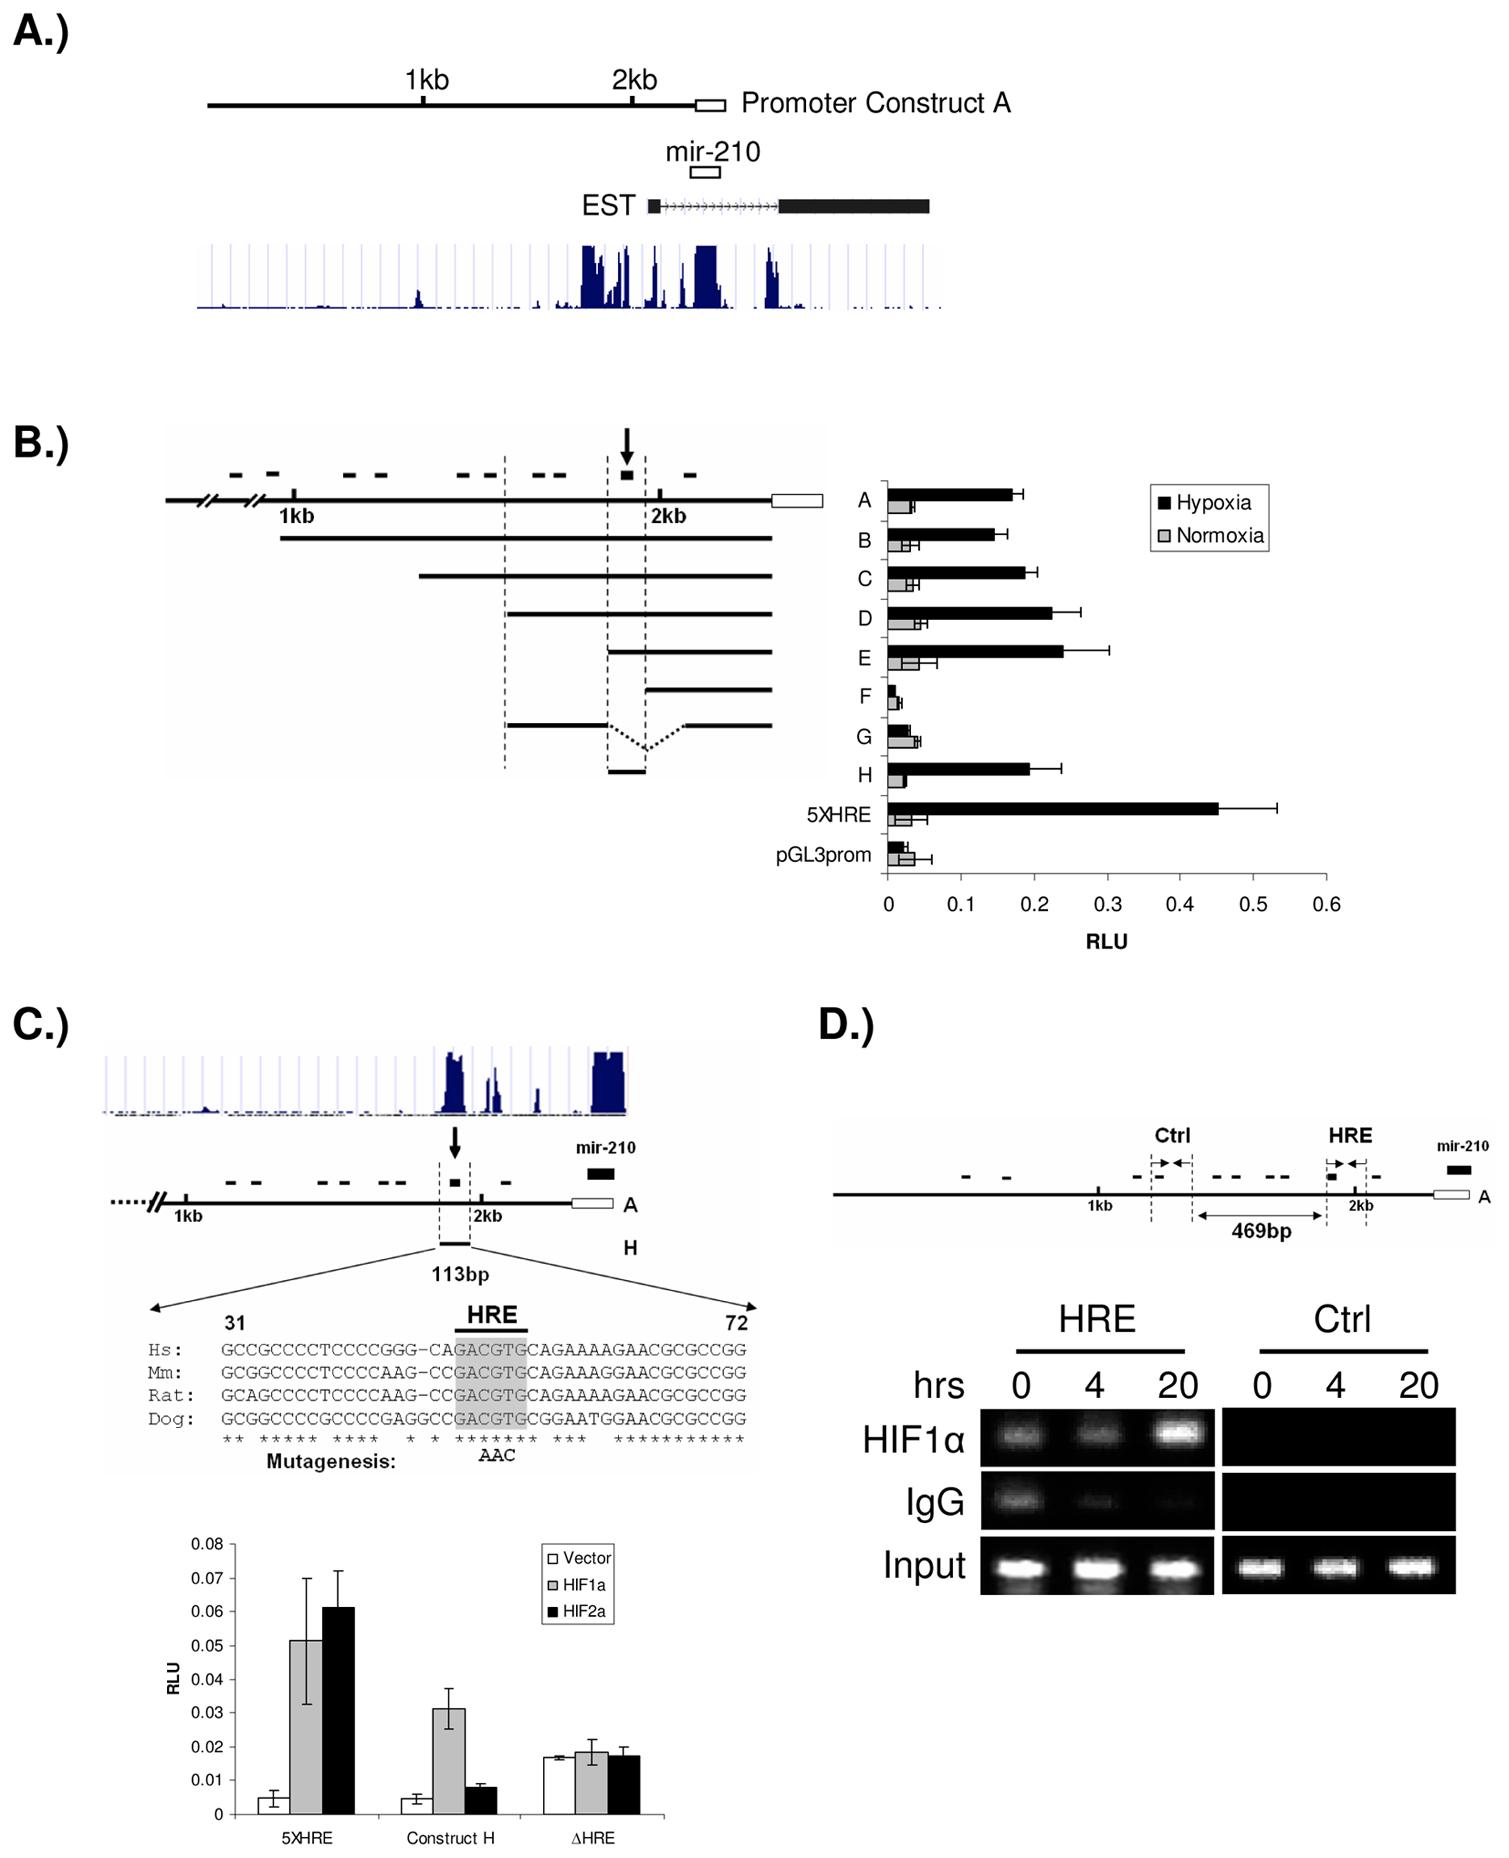 A.)
1kb 2kb
Promoter Construct A
mir-210
EST
B.)
1kb 2kb
A
B
C
D
E
F
G
H
5XHRE
pGL3prom
Hypoxia
Normoxia
0 0.1 0.2 0.3 0.4 0.5 0.6
RLU
C.)
mir-210
1kb 2kb A
H
113bp
31 HRE 72
Hs: GCCGCCCCTCCCCGGG-CAGACGTGCAGAAAAGAACGCGCCGG
Mm: GCGGCCCCTCCCCAAG-CCGACGTGCAGAAAGGAACGCGCCGG
Rat: GCAGCCCCTCCCCAAG-CCGACGTGCAGAAAAGAACGCGCCGG
Dog: GCGGCCCCGCCCCGAGGCCGACGTGCGGAATGGAACGCGCCGG
** ***** **** * * ******* *** ***********
Mutagenesis: AAC
0.08
0.07
0.06
0.05
0.04
0.03
0.02
0.01
0
RLU
Vector
HIF1a
HIF2a
5XHRE Construct H ΔHRE
D.)
Ctrl HRE mir-210
1kb 2kb A
469bp
HRE Ctrl
hrs 0 4 20 0 4 20
HIF1α
IgG
Input